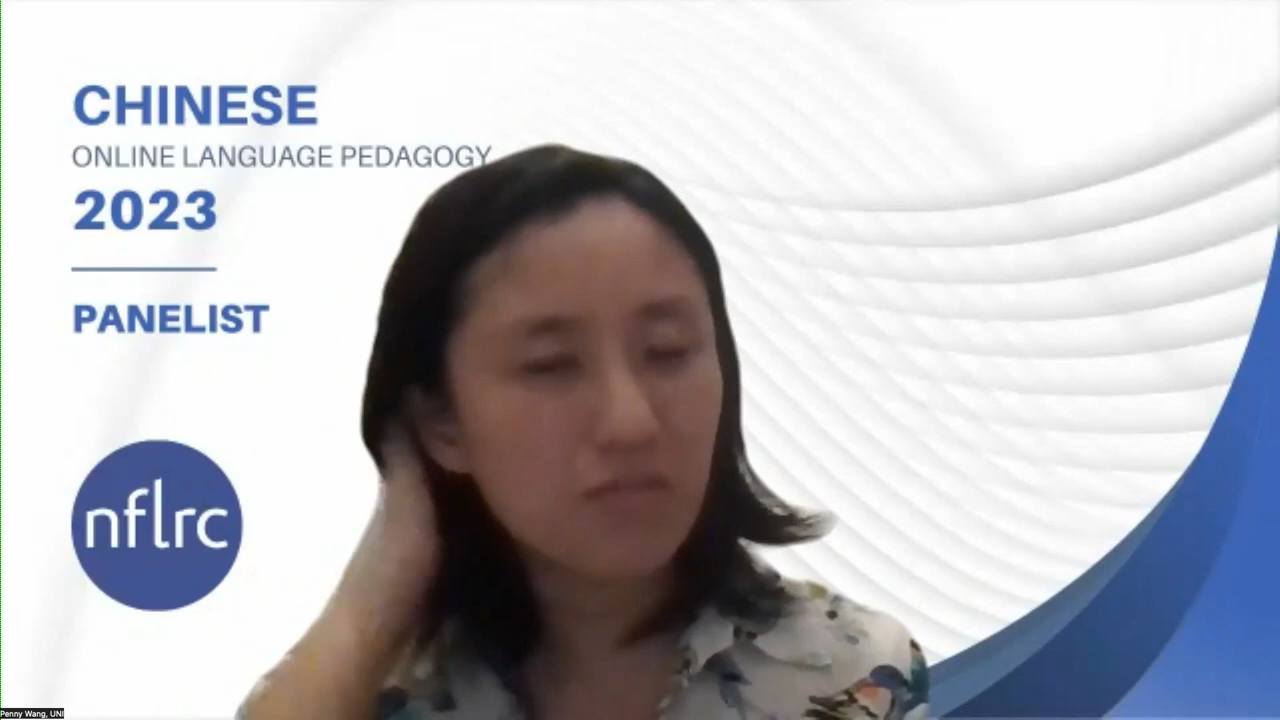 CHINESE
ONLINE LANGUAGE PEDAGOGY
2023
PANELIST
nflrc
Penny Wang, UNI